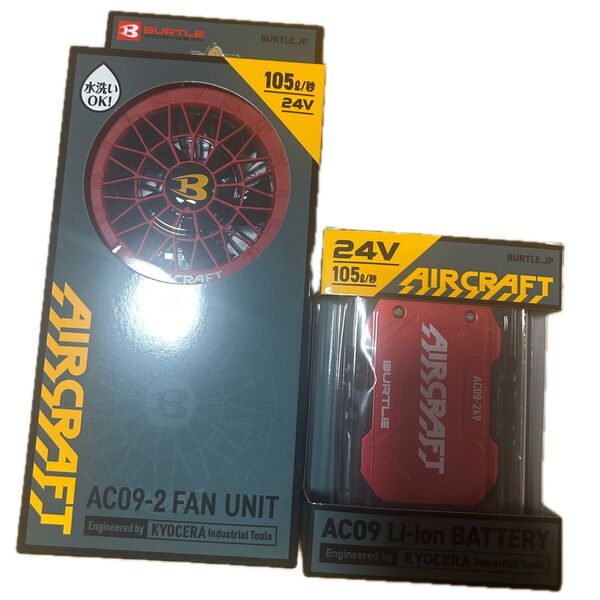 BURTLE
BURTLE.JP
水洗い
OK!
105ℓ/秒
24V
B
AIRCRAFT
AC09-2 FAN UNIT
Engineered by KYOCERA Industrial Tools
24V
105ℓ/秒
BURTLE.JP
AIRCRAFT
AIRCRAFT
BURTLE
AC09-24V
AC09 Li-ion BATTERY
Engineered by KYOCERA Industrial Tools